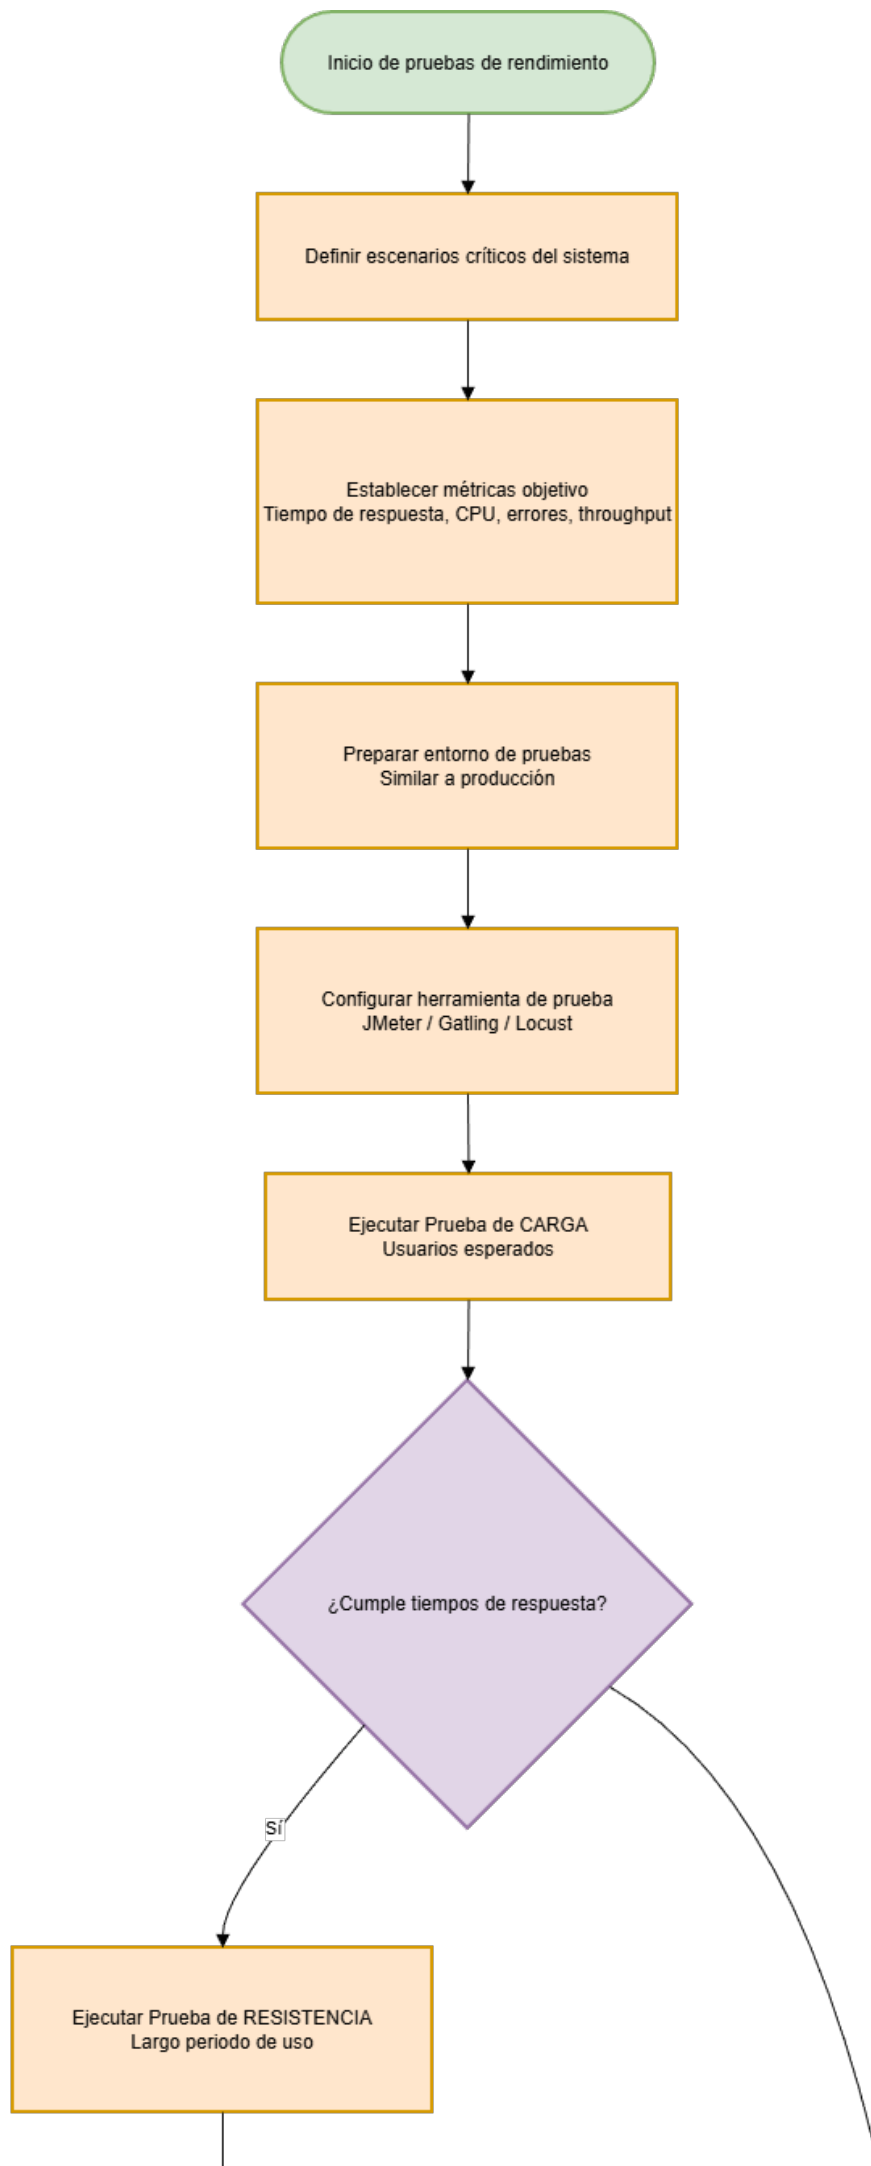 Inicio de pruebas de rendimiento
Definir escenarios críticos del sistema
Establecer métricas objetivo
Tiempo de respuesta, CPU, errores, throughput
Preparar entorno de pruebas
Similar a producción
Configurar herramienta de prueba
JMeter / Gatling / Locust
Ejecutar Prueba de CARGA
Usuarios esperados
¿Cumple tiempos de respuesta?
Sí
Ejecutar Prueba de RESISTENCIA
Largo periodo de uso